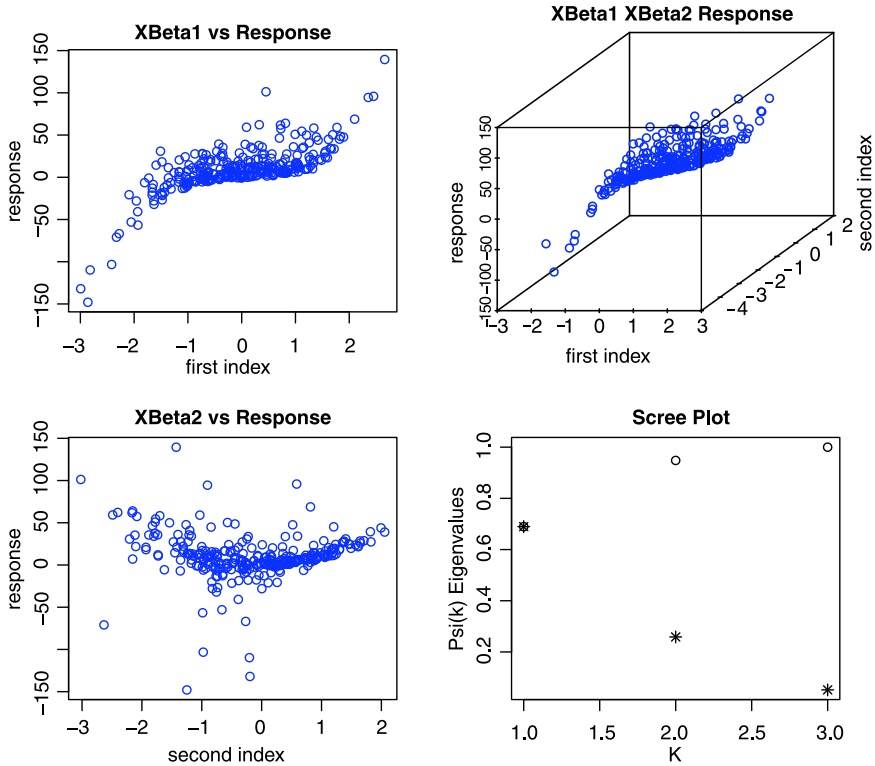 XBeta1 vs Response
response
150
100
50
0
−50
−150
−3 −2 −1 0 1 2
first index
XBeta1 XBeta2 Response
response
150
100
50
0
−50
−100
−150
−3 −2 −1 0 1 2 3
first index
−4 −3 −2 −1 0 1 2
second index
XBeta2 vs Response
response
150
100
50
0
−50
−150
−3 −2 −1 0 1 2
second index
Scree Plot
Psi(k) Eigenvalues
1.0
0.8
0.6
0.4
0.2
1.0 1.5 2.0 2.5 3.0
K